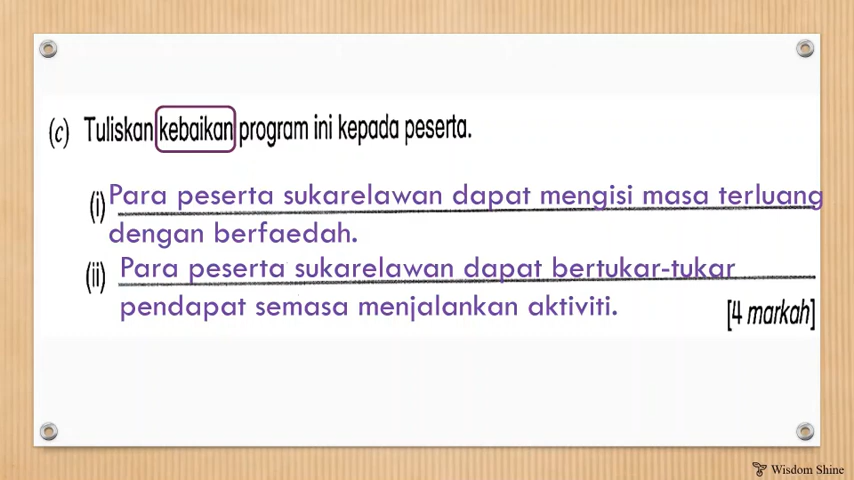 (c) Tuliskan kebaikan program ini kepada peserta.
(i) Para peserta sukarelawan dapat mengisi masa terluang
dengan berfaedah.
(ii) Para peserta sukarelawan dapat bertukar-tukar
pendapat semasa menjalankan aktiviti.
[4 markah]
Wisdom Shine